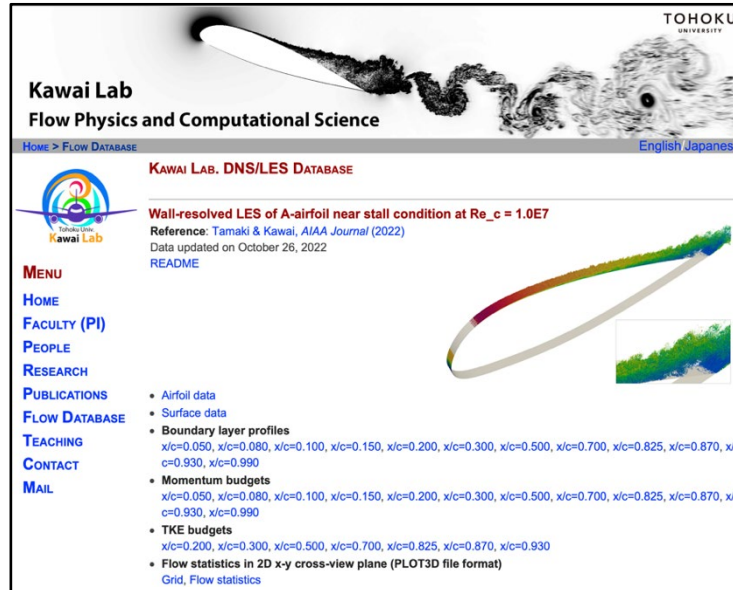 TOHOKU
UNIVERSITY
Kawai Lab
Flow Physics and Computational Science
HOME > FLOW DATABASE
English/Japanes
KAWAI LAB. DNS/LES DATABASE
Tohoku Univ.
Kawai Lab
Wall-resolved LES of A-airfoil near stall condition at Re_c = 1.0E7
Reference: Tamaki & Kawai, AIAA Journal (2022)
Data updated on October 26, 2022
README
MENU
HOME
FACULTY (PI)
PEOPLE
RESEARCH
PUBLICATIONS
FLOW DATABASE
TEACHING
CONTACT
MAIL
• Airfoil data
• Surface data
• Boundary layer profiles
x/c=0.050, x/c=0.080, x/c=0.100, x/c=0.150, x/c=0.200, x/c=0.300, x/c=0.500, x/c=0.700, x/c=0.825, x/c=0.870, x/
c=0.930, x/c=0.990
• Momentum budgets
x/c=0.050, x/c=0.080, x/c=0.100, x/c=0.150, x/c=0.200, x/c=0.300, x/c=0.500, x/c=0.700, x/c=0.825, x/c=0.870, x/
c=0.930, x/c=0.990
• TKE budgets
x/c=0.200, x/c=0.300, x/c=0.500, x/c=0.700, x/c=0.825, x/c=0.870, x/c=0.930
• Flow statistics in 2D x-y cross-view plane (PLOT3D file format)
Grid, Flow statistics